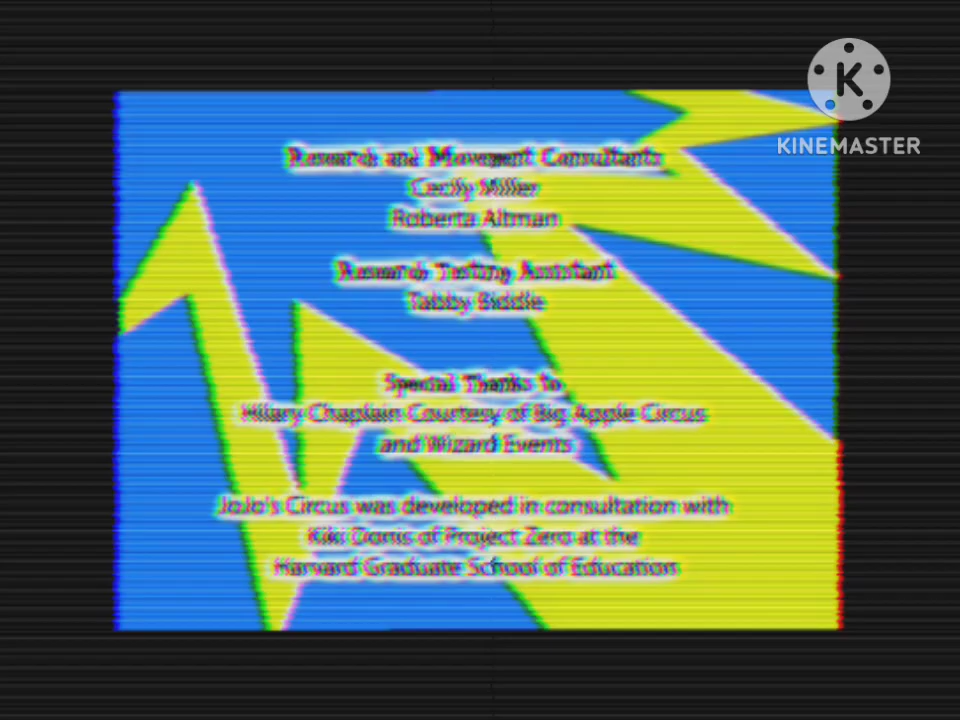 KINEMASTER
Research and Movement Consultants
Cecily Miller
Roberta Altman
Research Testing Assistant
Tabby Biddle
Special Thanks to
Hilary Chaplain Courtesy of Big Apple Circus
and Wizard Events
JoJo's Circus was developed in consultation with
Kiki Donis of Project Zero at the
Harvard Graduate School of Education